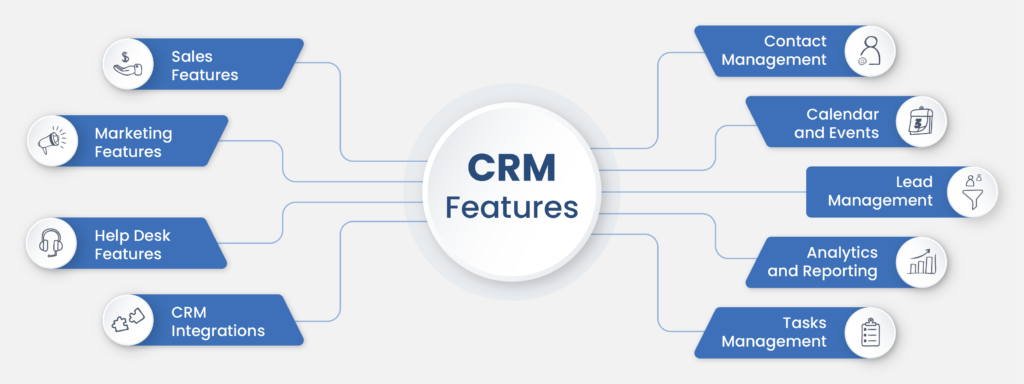 CRM
Features
Sales
Features
Marketing
Features
Help Desk
Features
CRM
Integrations
Contact
Management
Calendar
and Events
Lead
Management
Analytics
and Reporting
Tasks
Management